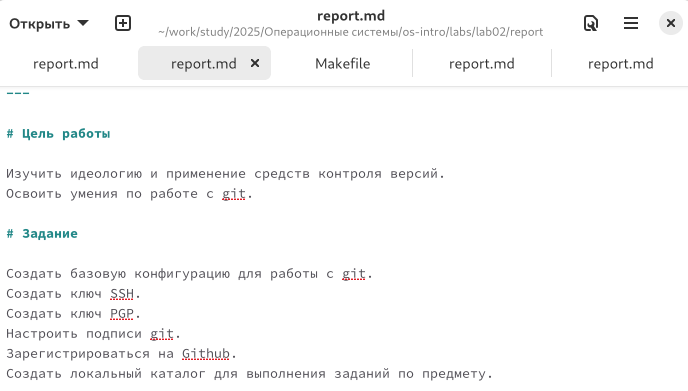 Открыть
report.md
~/work/study/2025/Операционные системы/os-intro/labs/lab02/report
report.md
report.md
Makefile
report.md
report.md
---
# Цель работы
Изучить идеологию и применение средств контроля версий.
Освоить умения по работе с git.
# Задание
Создать базовую конфигурацию для работы с git.
Создать ключ SSH.
Создать ключ PGP.
Настроить подписи git.
Зарегистрироваться на Github.
Создать локальный каталог для выполнения заданий по предмету.